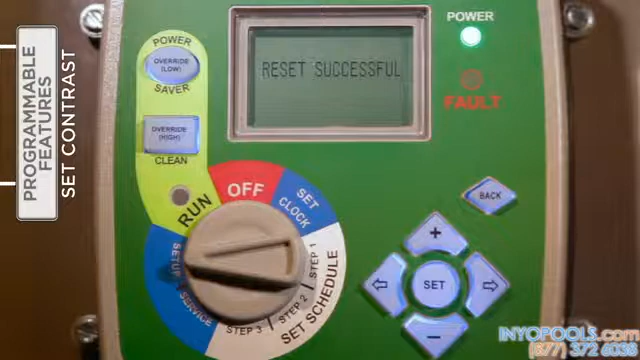 PROGRAMMABLE
FEATURES
SET CONTRAST
POWER
OVERRIDE
(LOW)
SAVER
OVERRIDE
(HIGH)
CLEAN
RESET SUCCESSFUL
POWER
FAULT
RUN
OFF
SET
CLOCK
STEP 1
STEP 2
STEP 3
SET SCHEDULE
SETUP
SERVICE
BACK
+
SET
-
INYOPOOLS.com
(877) 372 6038